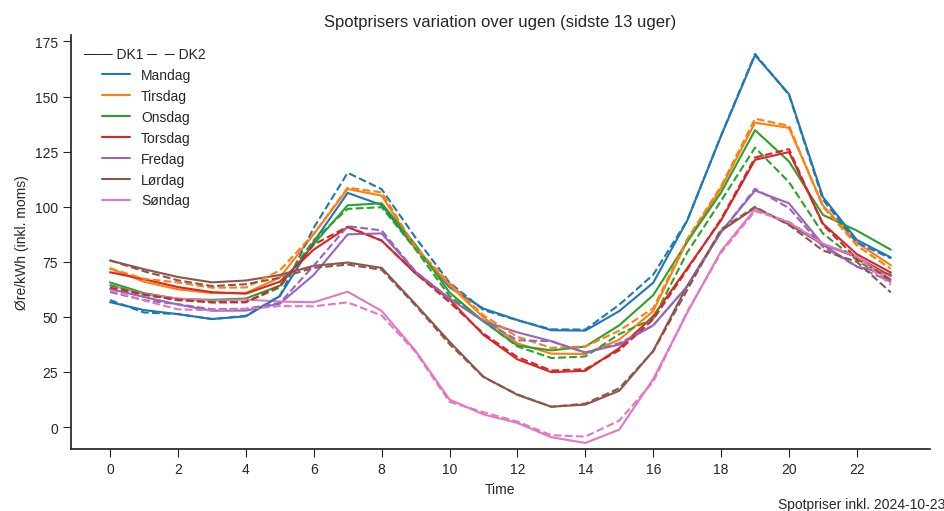 Spotprisers variation over ugen (sidste 13 uger)
175
150
125
100
75
50
25
0
Øre/kWh (inkl. moms)
DK1 DK2
Mandag
Tirsdag
Onsdag
Torsdag
Fredag
Lørdag
Søndag
0 2 4 6 8 10 12 14 16 18 20 22
Time
Spotpriser inkl. 2024-10-23